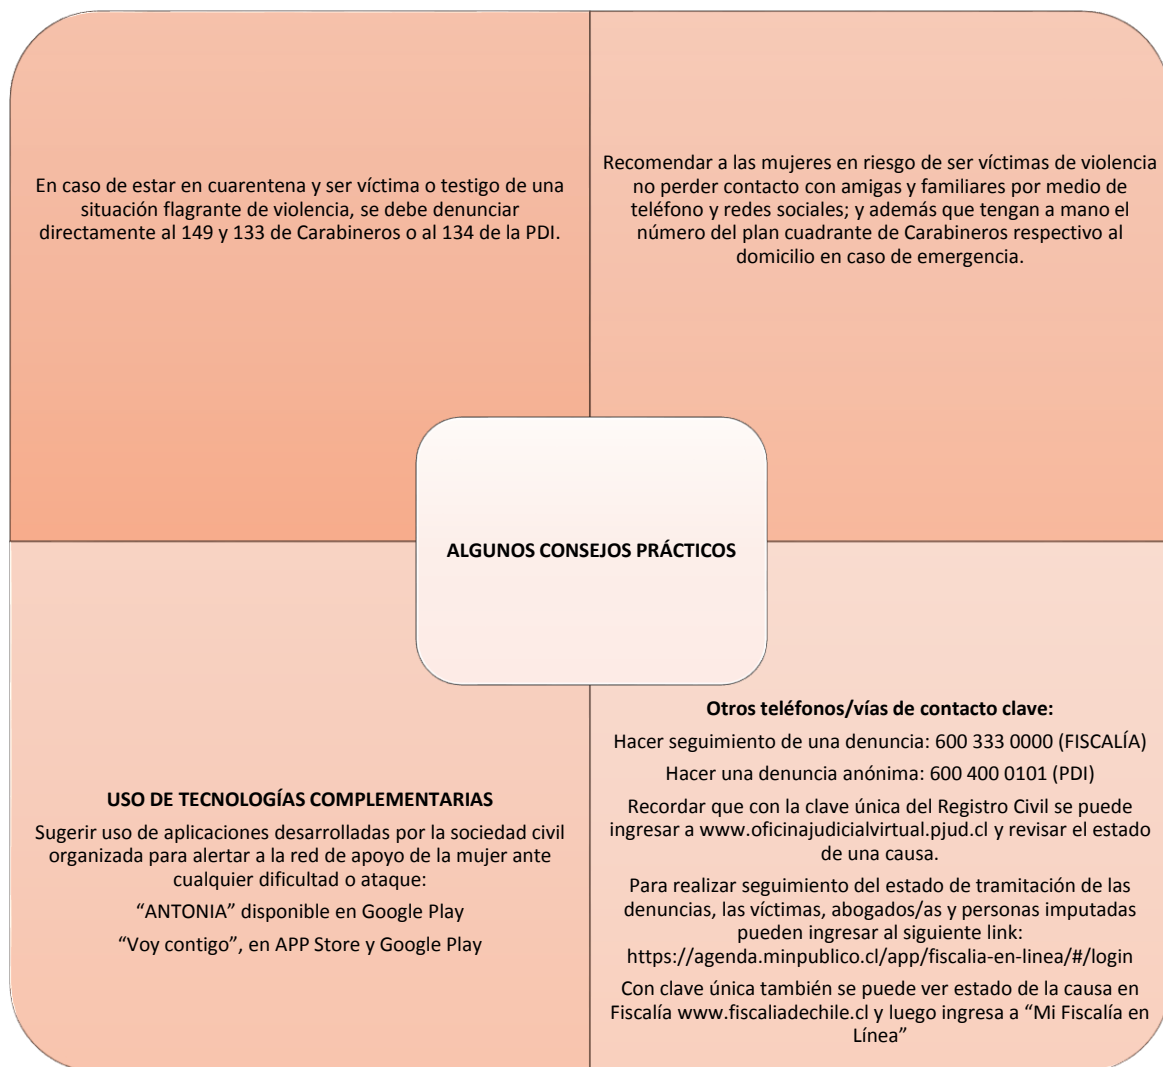 En caso de estar en cuarentena y ser víctima o testigo de una
situación flagrante de violencia, se debe denunciar
directamente al 149 y 133 de Carabineros o al 134 de la PDI.
Recomendar a las mujeres en riesgo de ser víctimas de violencia
no perder contacto con amigas y familiares por medio de
teléfono y redes sociales; y además que tengan a mano el
número del plan cuadrante de Carabineros respectivo al
domicilio en caso de emergencia.
ALGUNOS CONSEJOS PRÁCTICOS
USO DE TECNOLOGÍAS COMPLEMENTARIAS
Sugerir uso de aplicaciones desarrolladas por la sociedad civil
organizada para alertar a la red de apoyo de la mujer ante
cualquier dificultad o ataque:
“ANTONIA” disponible en Google Play
“Voy contigo”, en APP Store y Google Play
Otros teléfonos/vías de contacto clave:
Hacer seguimiento de una denuncia: 600 333 0000 (FISCALÍA)
Hacer una denuncia anónima: 600 400 0101 (PDI)
Recordar que con la clave única del Registro Civil se puede
ingresar a www.oficinajudicialvirtual.pjud.cl y revisar el estado
de una causa.
Para realizar seguimiento del estado de tramitación de las
denuncias, las víctimas, abogados/as y personas imputadas
pueden ingresar al siguiente link:
https://agenda.minpublico.cl/app/fiscalia-en-linea/#/login
Con clave única también se puede ver estado de la causa en
Fiscalía www.fiscaliadechile.cl y luego ingresa a “Mi Fiscalía en
Línea”